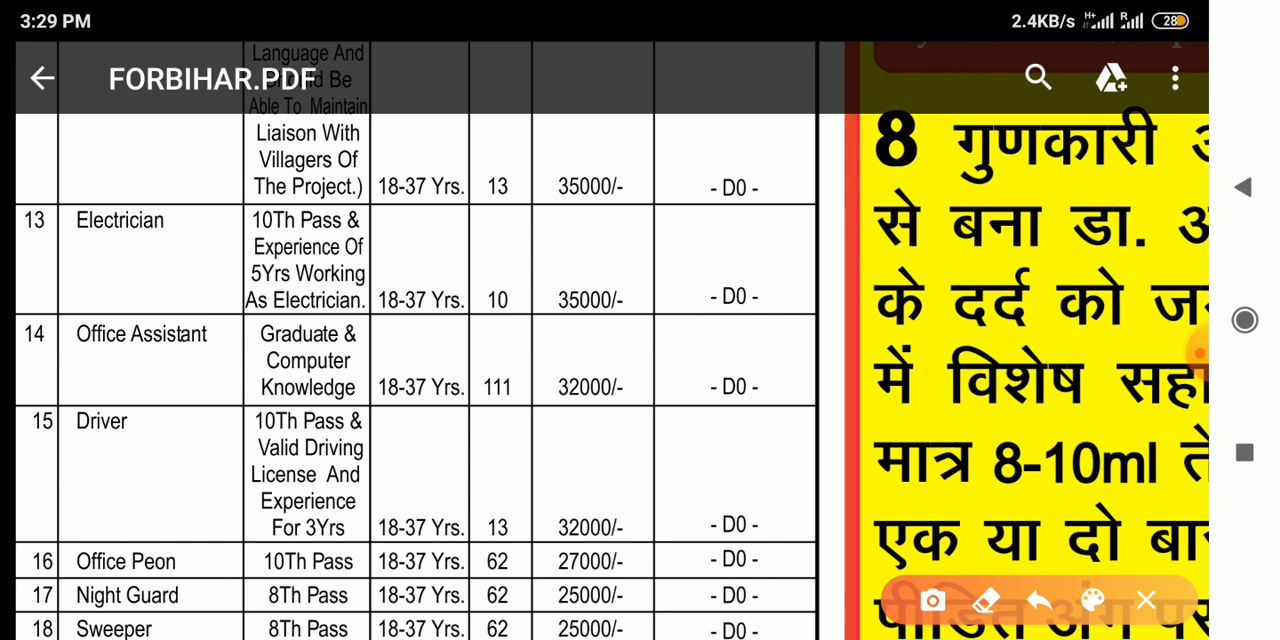 3:29 PM
2.4KB/s H+ R 28
FORBIHAR.PDF
Language And
Should Be
Able To Maintain
Liaison With
Villagers Of
The Project.) 18-37 Yrs. 13 35000/- - D0 -
13 Electrician 10Th Pass &
Experience Of
5Yrs Working
As Electrician. 18-37 Yrs. 10 35000/- - D0 -
14 Office Assistant Graduate &
Computer
Knowledge 18-37 Yrs. 111 32000/- - D0 -
15 Driver 10Th Pass &
Valid Driving
License And
Experience
For 3Yrs 18-37 Yrs. 13 32000/- - D0 -
16 Office Peon 10Th Pass 18-37 Yrs. 62 27000/- - D0 -
17 Night Guard 8Th Pass 18-37 Yrs. 62 25000/- - D0 -
18 Sweeper 8Th Pass 18-37 Yrs. 62 25000/- - D0 -
8 गुणकारी
से बना डा.
के दर्द को
में विशेष
मात्र 8-10ml
एक या दो
पीड़ित अंग पर